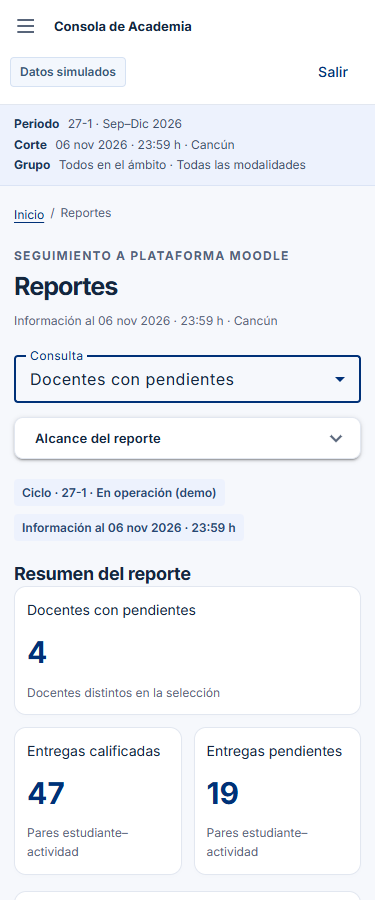 Consola de Academia
Datos simulados
Salir
Periodo 27-1 · Sep–Dic 2026
Corte 06 nov 2026 · 23:59 h · Cancún
Grupo Todos en el ámbito · Todas las modalidades
Inicio / Reportes
SEGUIMIENTO A PLATAFORMA MOODLE
Reportes
Información al 06 nov 2026 · 23:59 h · Cancún
Consulta
Docentes con pendientes
Alcance del reporte
Ciclo · 27-1 · En operación (demo)
Información al 06 nov 2026 · 23:59 h
Resumen del reporte
Docentes con pendientes
4
Docentes distintos en la selección
Entregas calificadas
47
Pares estudiante–
actividad
Entregas pendientes
19
Pares estudiante–
actividad